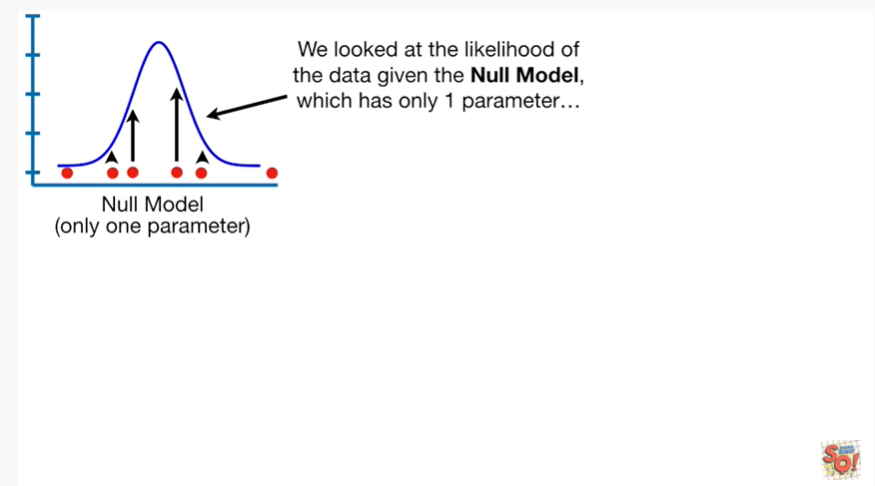 We looked at the likelihood of
the data given the Null Model,
which has only 1 parameter…
Null Model
(only one parameter)
SO!